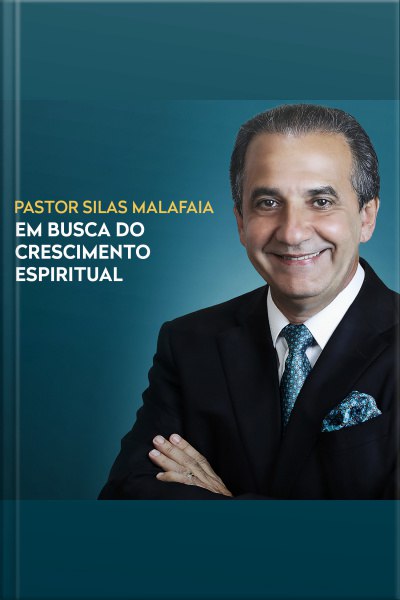 PASTOR SILAS MALAFAIA
EM BUSCA DO
CRESCIMENTO
ESPIRITUAL